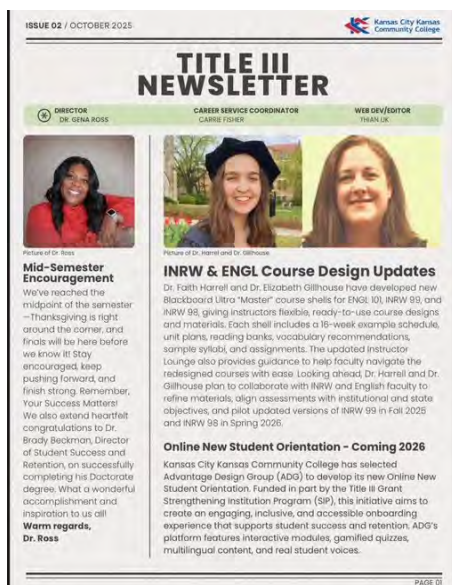 ISSUE 02 / OCTOBER 2025
Kansas City Kansas
Community College
TITLE III
NEWSLETTER
DIRECTOR
DR. GENA ROSS
CAREER SERVICE COORDINATOR
CARRIE FISHER
WEB DEV/EDITOR
THIAN UK
Picture of Dr. Ross
Mid-Semester
Encouragement
We've reached the
midpoint of the semester
—Thanksgiving is right
around the corner, and
finals will be here before
we know it! Stay
encouraged, keep
pushing forward, and
finish strong. Remember,
Your Success Matters!
We also extend heartfelt
congratulations to Dr.
Brady Beckman, Director
of Student Success and
Retention, on successfully
completing his Doctorate
degree. What a wonderful
accomplishment and
inspiration to us all!
Warm regards,
Dr. Ross
Picture of Dr. Harrel and Dr. Gillhouse
INRW & ENGL Course Design Updates
Dr. Faith Harrell and Dr. Elizabeth Gillhouse have developed new
Blackboard Ultra "Master" course shells for ENGL 101, INRW 99, and
INRW 98, giving instructors flexible, ready-to-use course designs
and materials. Each shell includes a 16-week example schedule,
unit plans, reading banks, vocabulary recommendations,
sample syllabi, and assignments. The updated Instructor
Lounge also provides guidance to help faculty navigate the
redesigned courses with ease. Looking ahead, Dr. Harrell and Dr.
Gillhouse plan to collaborate with INRW and English faculty to
refine materials, align assessments with institutional and state
objectives, and pilot updated versions of INRW 99 in Fall 2025
and INRW 98 in Spring 2026.
Online New Student Orientation - Coming 2026
Kansas City Kansas Community College has selected
Advantage Design Group (ADG) to develop its new Online New
Student Orientation. Funded in part by the Title III Grant
Strengthening Institution Program (SIP), this initiative aims to
create an engaging, inclusive, and accessible onboarding
experience that supports student success and retention. ADG's
platform features interactive modules, gamified quizzes,
multilingual content, and real student voices.
PAGE 01